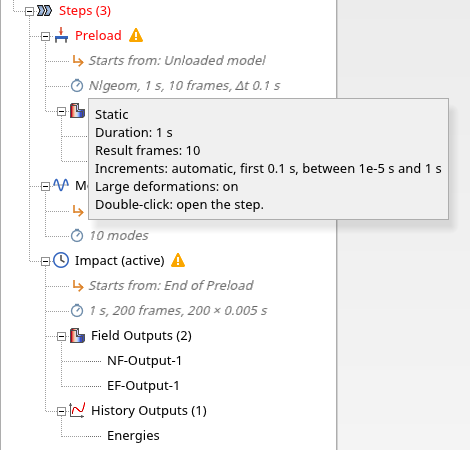 Steps (3)
Preload
Starts from: Unloaded model
Nlgeom, 1 s, 10 frames, Δt 0.1 s
Static
Duration: 1 s
Result frames: 10
Increments: automatic, first 0.1 s, between 1e-5 s and 1 s
Large deformations: on
Double-click: open the step.
10 modes
Impact (active)
Starts from: End of Preload
1 s, 200 frames, 200 × 0.005 s
Field Outputs (2)
NF-Output-1
EF-Output-1
History Outputs (1)
Energies